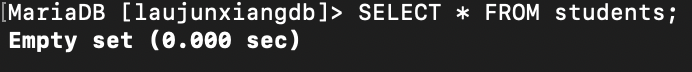 [MariaDB [laujunxiangdb]> SELECT * FROM students;
Empty set (0.000 sec)